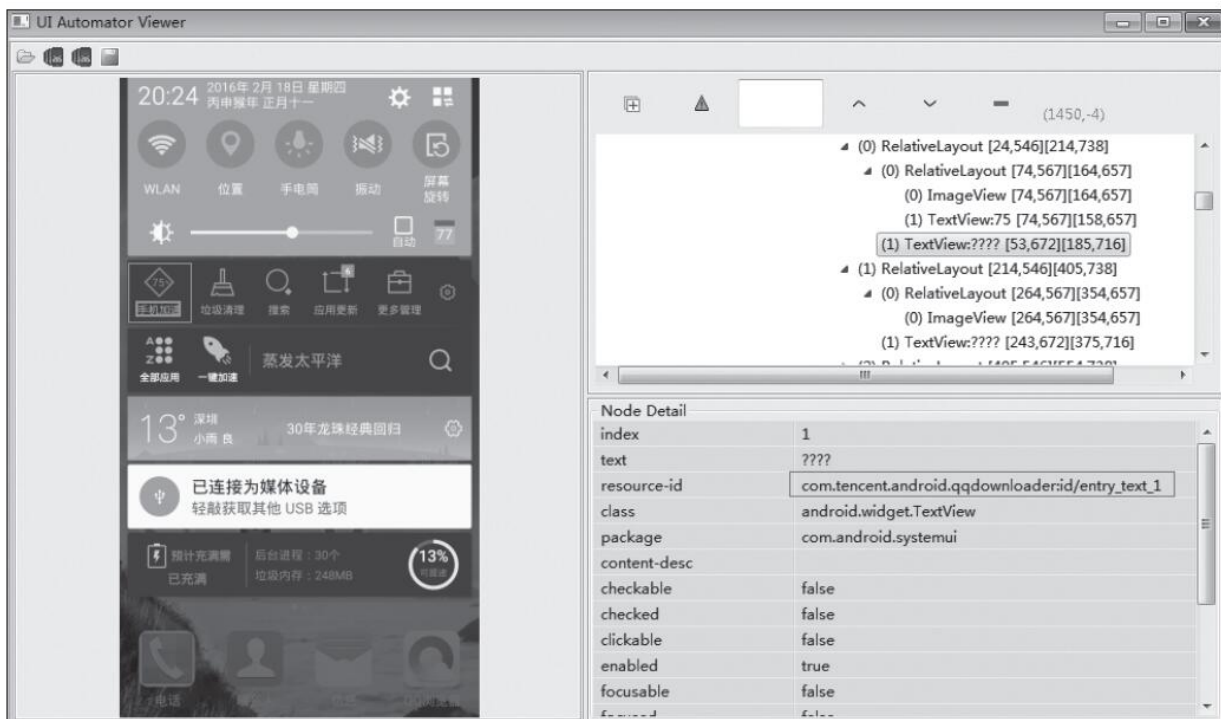 UI Automator Viewer
20:24
2016年 2月 18日 星期四
丙申猴年 正月十一
WLAN
位置
手电筒
振动
屏幕
旋转
自动
77
75
6
手机加速
垃圾清理
搜索
应用更新
更多管理
全部应用
一键加速
蒸发太平洋
13°
深圳
小雨 良
30年龙珠经典回归
已连接为媒体设备
轻敲获取其他 USB 选项
预计充满需
已充满
后台进程：30个
垃圾内存：248MB
13%
可提速
电话
(1450,-4)
(0) RelativeLayout [24,546][214,738]
(0) RelativeLayout [74,567][164,657]
(0) ImageView [74,567][164,657]
(1) TextView:75 [74,567][158,657]
(1) TextView:???? [53,672][185,716]
(1) RelativeLayout [214,546][405,738]
(0) RelativeLayout [264,567][354,657]
(0) ImageView [264,567][354,657]
(1) TextView:???? [243,672][375,716]
Node Detail
index 1
text ????
resource-id com.tencent.android.qqdownloader:id/entry_text_1
class android.widget.TextView
package com.android.systemui
content-desc
checkable false
checked false
clickable false
enabled true
focusable false
focused false